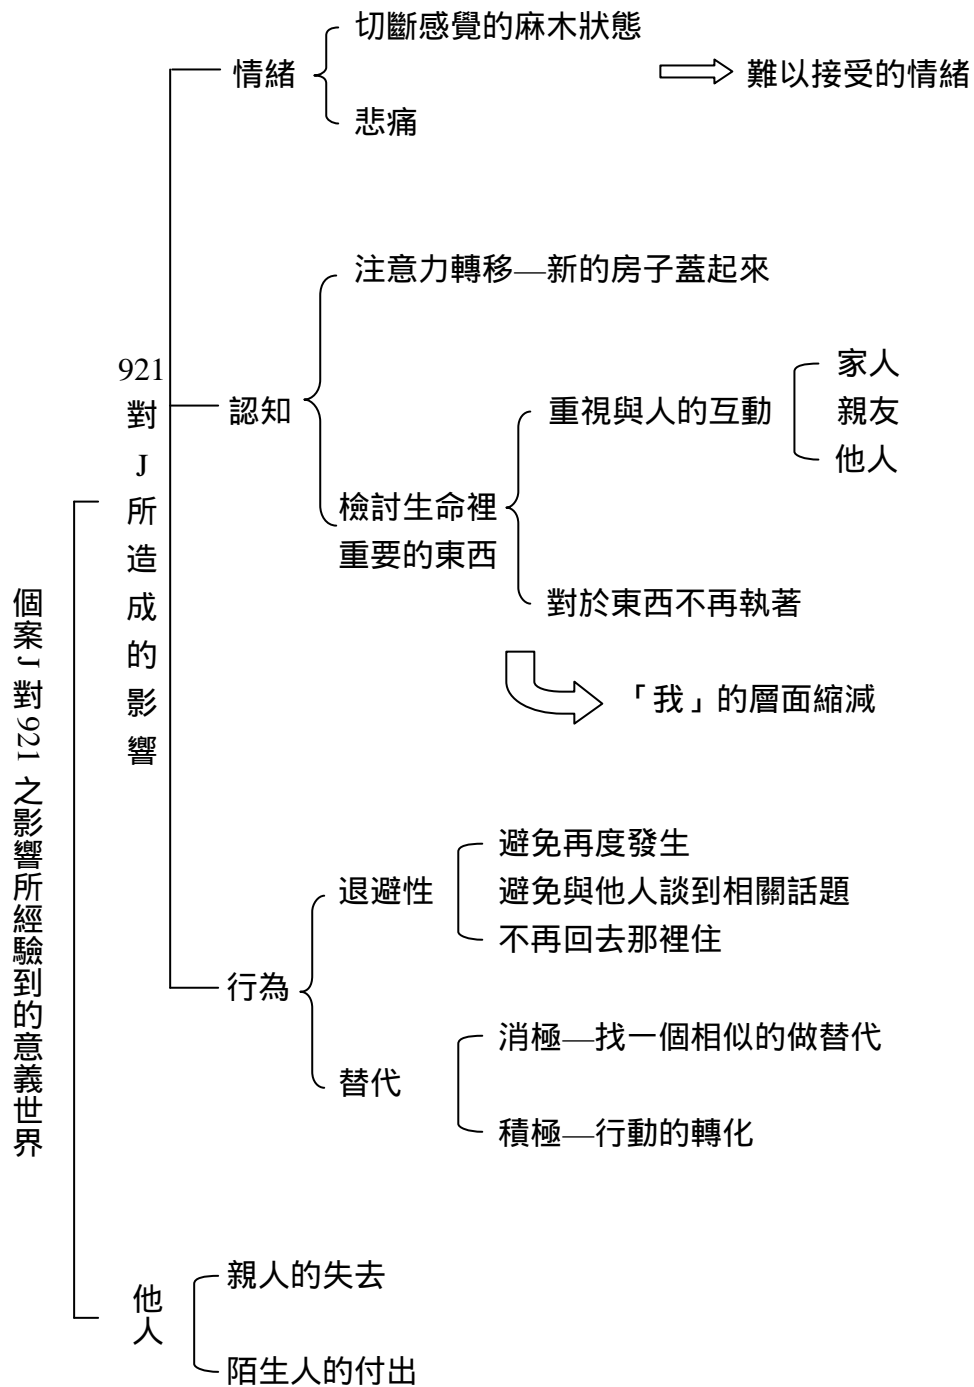 個案J對921之影響所經驗到的意義世界
921對J所造成的影響
情緒
切斷感覺的麻木狀態
悲痛
難以接受的情緒
認知
注意力轉移—新的房子蓋起來
檢討生命裡
重要的東西
重視與人的互動
家人
親友
他人
對於東西不再執著
「我」的層面縮減
行為
退避性
避免再度發生
避免與他人談到相關話題
不再回去那裡住
替代
消極—找一個相似的做替代
積極—行動的轉化
他人
親人的失去
陌生人的付出